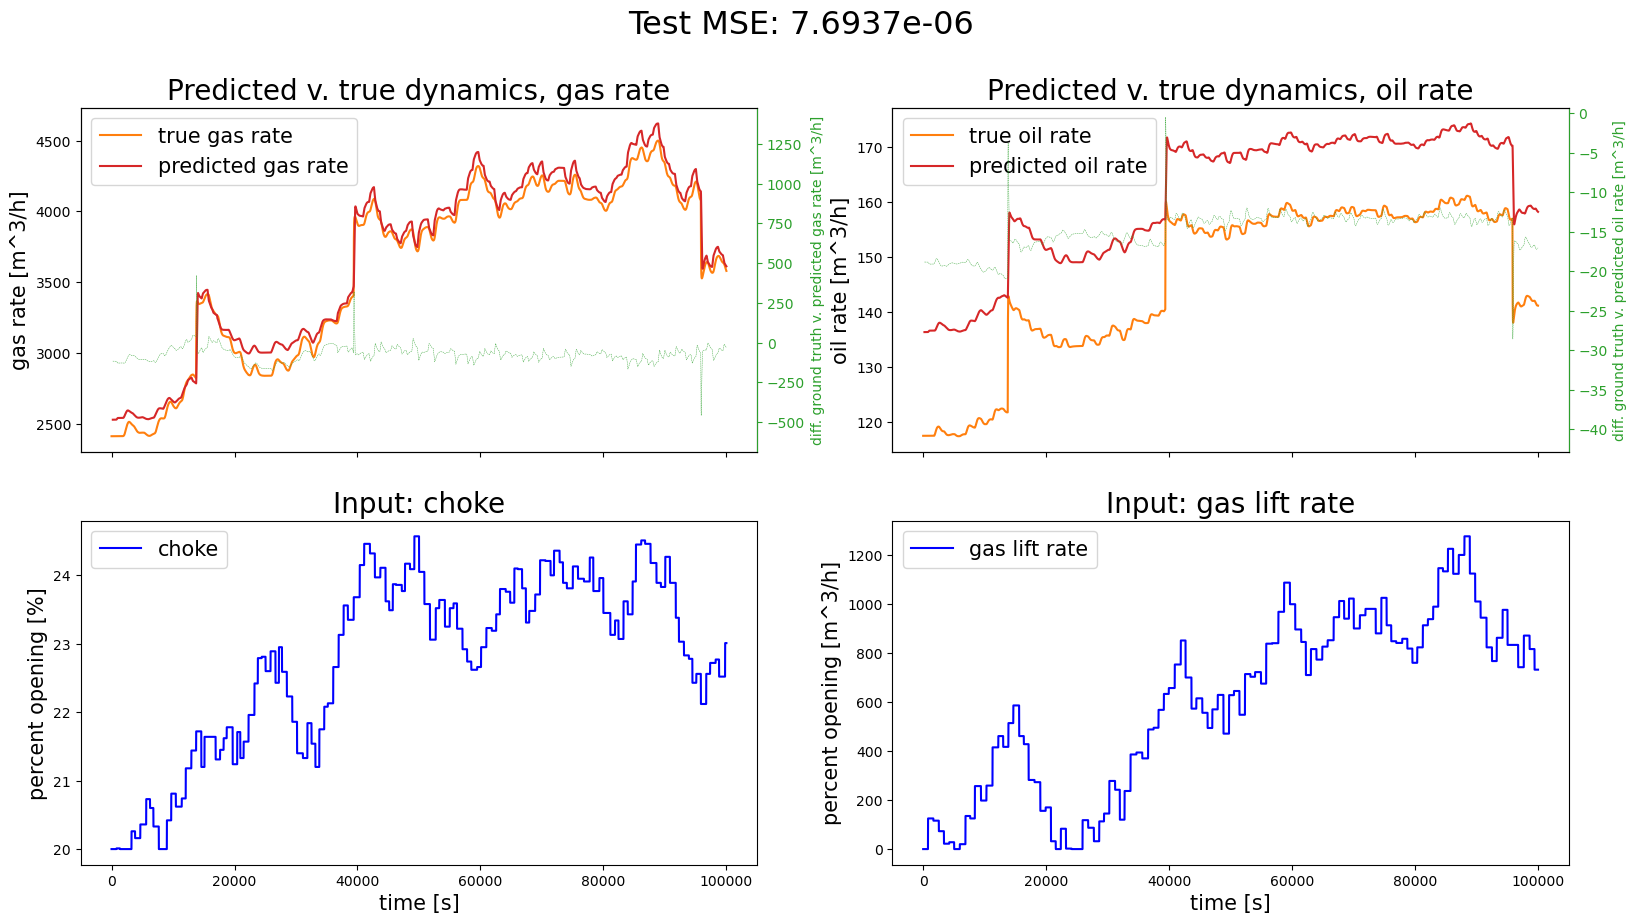 Test MSE: 7.6937e-06
Predicted v. true dynamics, gas rate
true gas rate
predicted gas rate
gas rate [m^3/h]
4500
4000
3500
3000
2500
1250
1000
750
500
250
0
−250
−500
diff. ground truth v. predicted gas rate [m^3/h]
Predicted v. true dynamics, oil rate
true oil rate
predicted oil rate
oil rate [m^3/h]
170
160
150
140
130
120
0
−5
−10
−15
−20
−25
−30
−35
−40
diff. ground truth v. predicted oil rate [m^3/h]
Input: choke
choke
percent opening [%]
24
23
22
21
20
0 20000 40000 60000 80000 100000
time [s]
Input: gas lift rate
gas lift rate
percent opening [m^3/h]
1200
1000
800
600
400
200
0
0 20000 40000 60000 80000 100000
time [s]